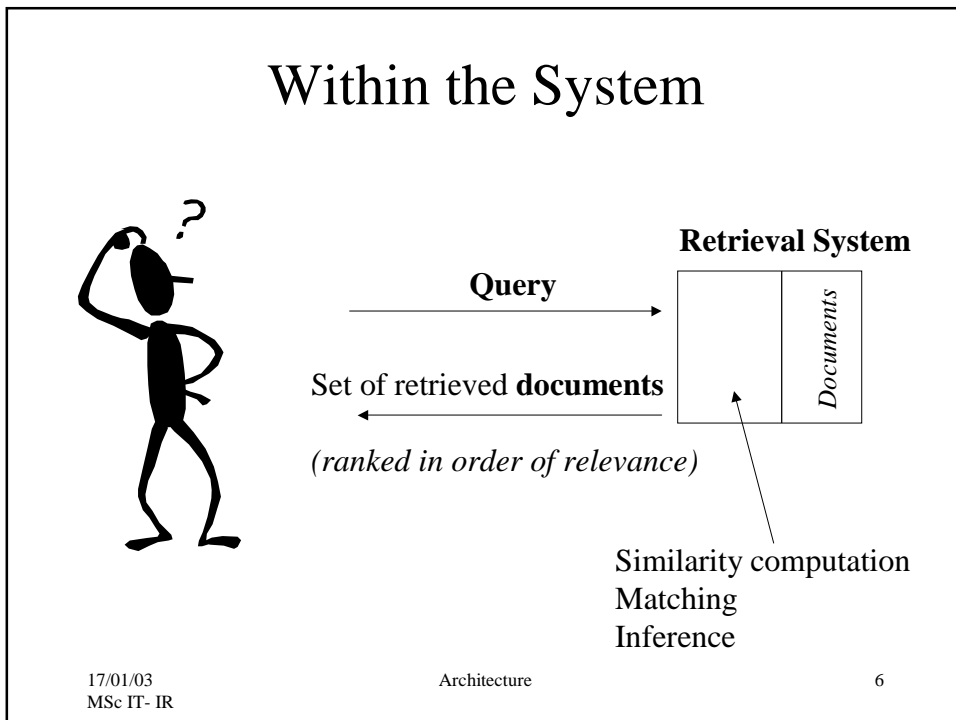 Within the System
?
Retrieval System
Query
Documents
Set of retrieved documents
(ranked in order of relevance)
Similarity computation
Matching
Inference
17/01/03
MSc IT- IR
Architecture
6